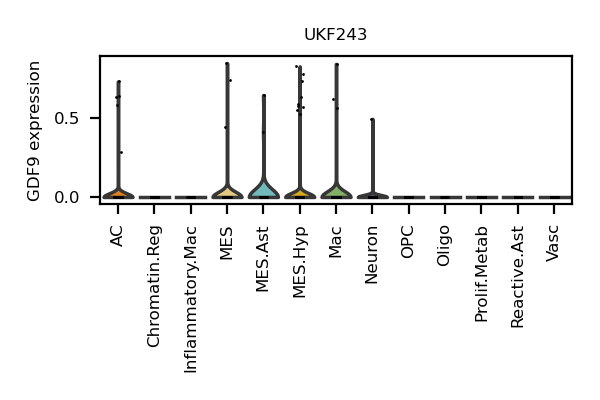 UKF243
GDF9 expression
0.5
0.0
AC
Chromatin.Reg
Inflammatory.Mac
MES
MES.Ast
MES.Hyp
Mac
Neuron
OPC
Oligo
Prolif.Metab
Reactive.Ast
Vasc